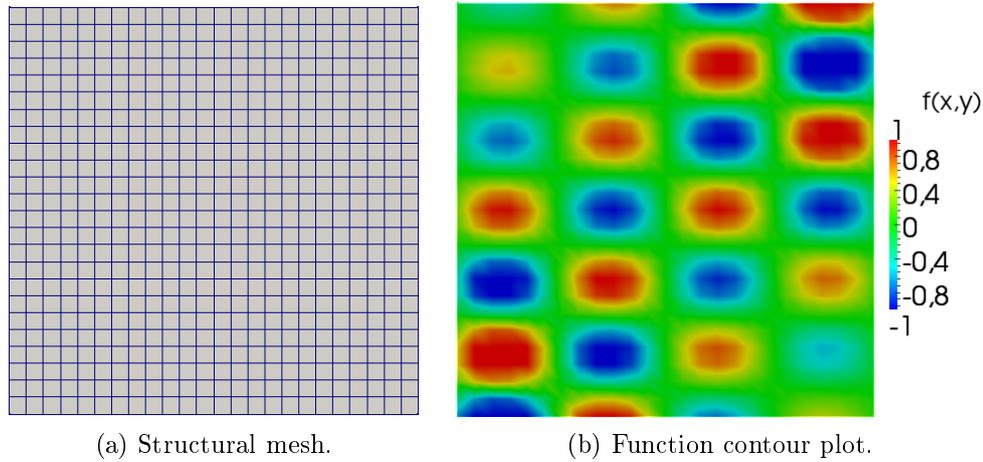 f(x,y)
1
0,8
0,4
0
-0,4
-0,8
-1
(a) Structural mesh.
(b) Function contour plot.